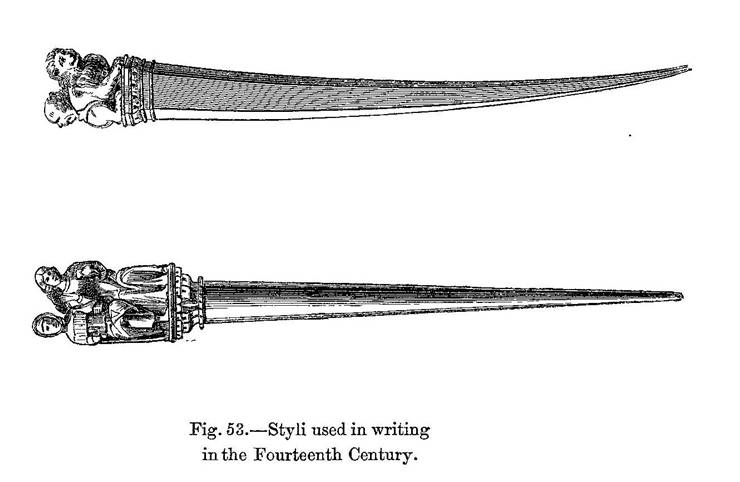 Fig. 53.—Styli used in writing
in the Fourteenth Century.